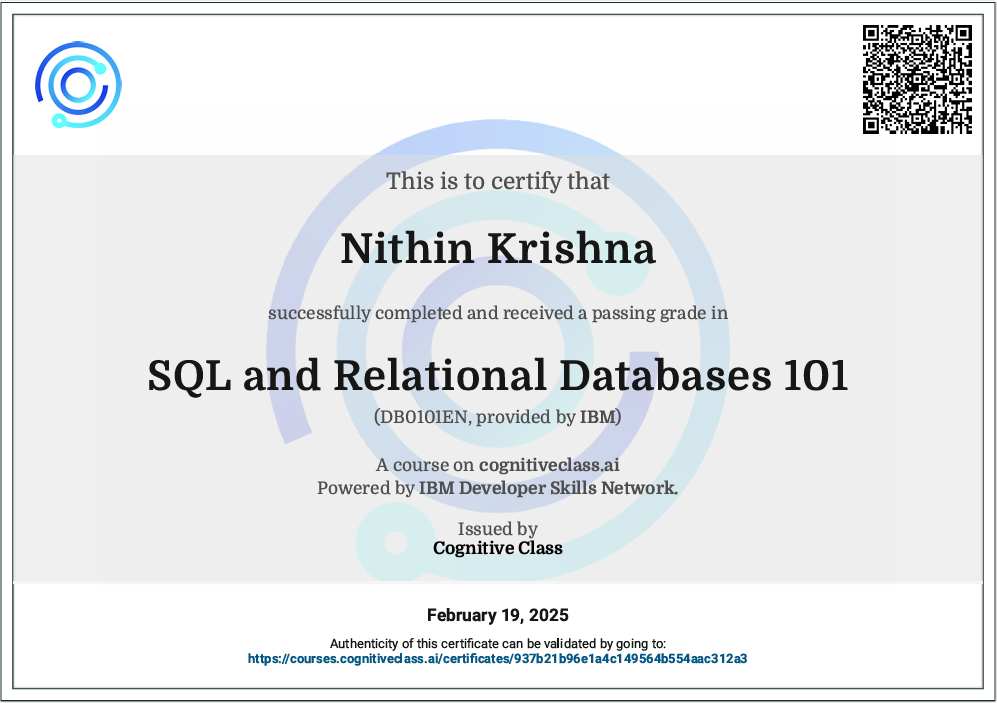 This is to certify that
Nithin Krishna
successfully completed and received a passing grade in
SQL and Relational Databases 101
(DB0101EN, provided by IBM)
A course on cognitiveclass.ai
Powered by IBM Developer Skills Network.
Issued by
Cognitive Class
February 19, 2025
Authenticity of this certificate can be validated by going to:
https://courses.cognitiveclass.ai/certificates/937b21b96e1a4c149564b554aac312a3